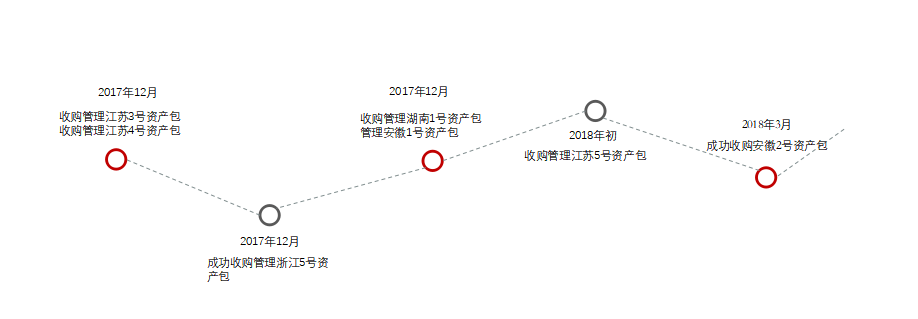 2017年12月
收购管理江苏3号资产包
收购管理江苏4号资产包
2017年12月
成功收购管理浙江5号资
产包
2017年12月
收购管理湖南1号资产包
管理安徽1号资产包
2018年初
收购管理江苏5号资产包
2018年3月
成功收购安徽2号资产包